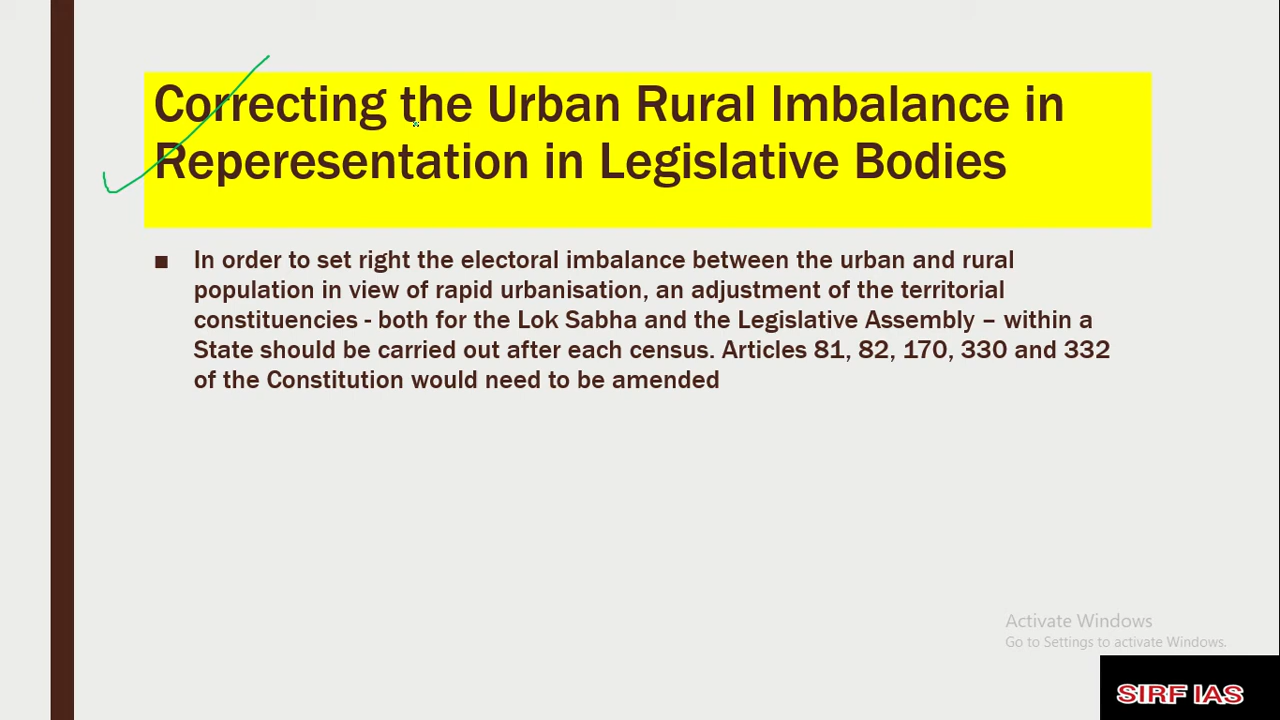 Correcting the Urban Rural Imbalance in
Reperesentation in Legislative Bodies
■ In order to set right the electoral imbalance between the urban and rural
population in view of rapid urbanisation, an adjustment of the territorial
constituencies - both for the Lok Sabha and the Legislative Assembly – within a
State should be carried out after each census. Articles 81, 82, 170, 330 and 332
of the Constitution would need to be amended
Activate Windows
Go to Settings to activate Windows.
SIRF IAS